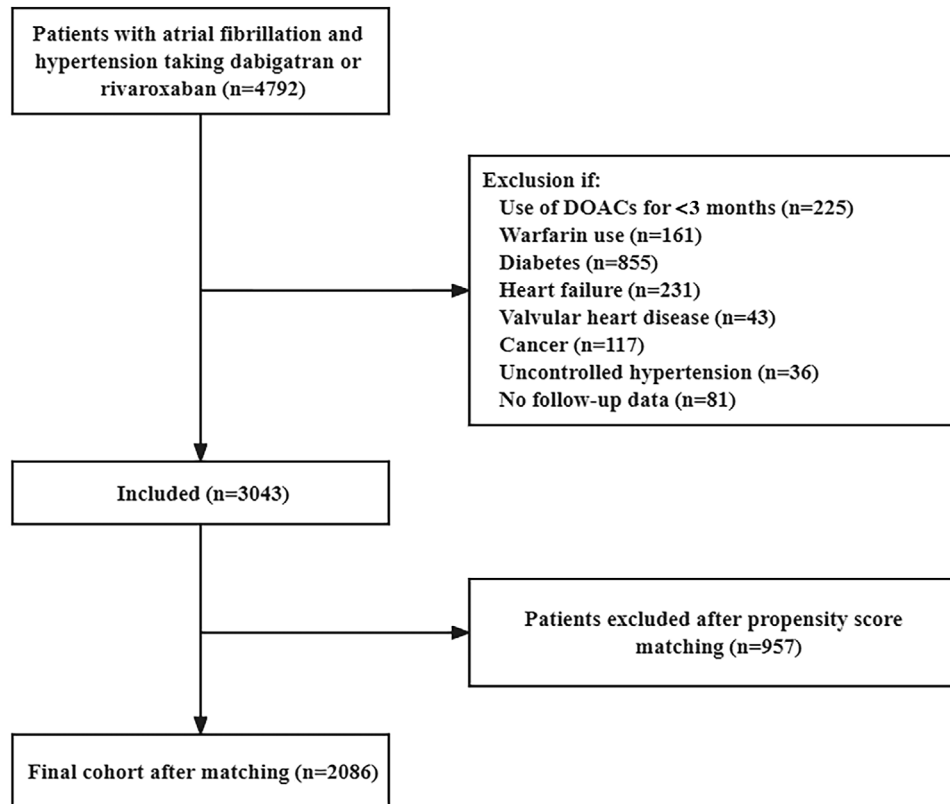 Patients with atrial fibrillation and
hypertension taking dabigatran or
rivaroxaban (n=4792)
Exclusion if:
Use of DOACs for <3 months (n=225)
Warfarin use (n=161)
Diabetes (n=855)
Heart failure (n=231)
Valvular heart disease (n=43)
Cancer (n=117)
Uncontrolled hypertension (n=36)
No follow-up data (n=81)
Included (n=3043)
Patients excluded after propensity score
matching (n=957)
Final cohort after matching (n=2086)